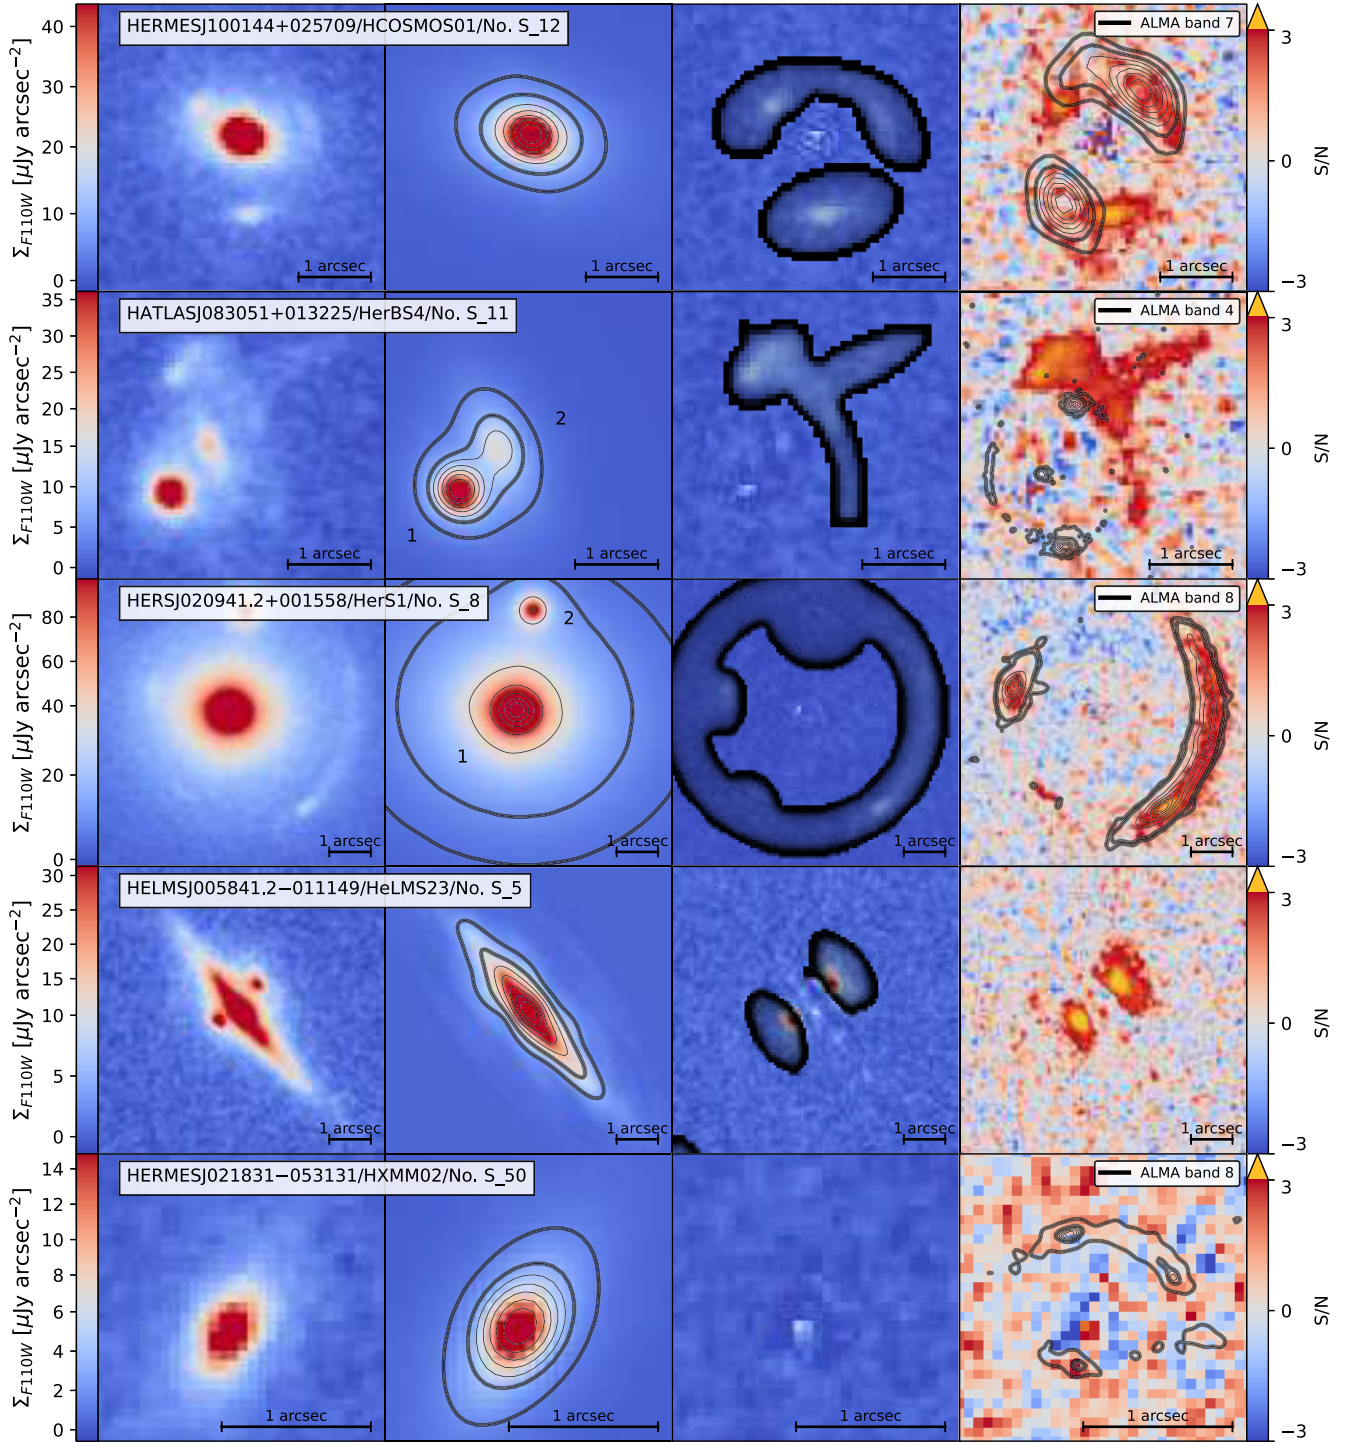 Σ_F110W [μJy arcsec⁻²]
40
30
20
10
0
HERMESJ100144+025709/HCOSMOS01/No. S_12
1 arcsec
1 arcsec
1 arcsec
ALMA band 7
1 arcsec
3
0
−3
S/N
Σ_F110W [μJy arcsec⁻²]
35
30
25
20
15
10
5
0
HATLASJ083051+013225/HerBS4/No. S_11
1 arcsec
2
1
1 arcsec
1 arcsec
ALMA band 4
1 arcsec
3
0
−3
S/N
Σ_F110W [μJy arcsec⁻²]
80
60
40
20
0
HERSJ020941.2+001558/HerS1/No. S_8
1 arcsec
2
1
1 arcsec
1 arcsec
ALMA band 8
1 arcsec
3
0
−3
S/N
Σ_F110W [μJy arcsec⁻²]
30
25
20
15
10
5
0
HELMSJ005841.2−011149/HeLMS23/No. S_5
1 arcsec
1 arcsec
1 arcsec
1 arcsec
3
0
−3
S/N
Σ_F110W [μJy arcsec⁻²]
14
12
10
8
6
4
2
0
HERMESJ021831−053131/HXMM02/No. S_50
1 arcsec
1 arcsec
1 arcsec
ALMA band 8
1 arcsec
3
0
−3
S/N